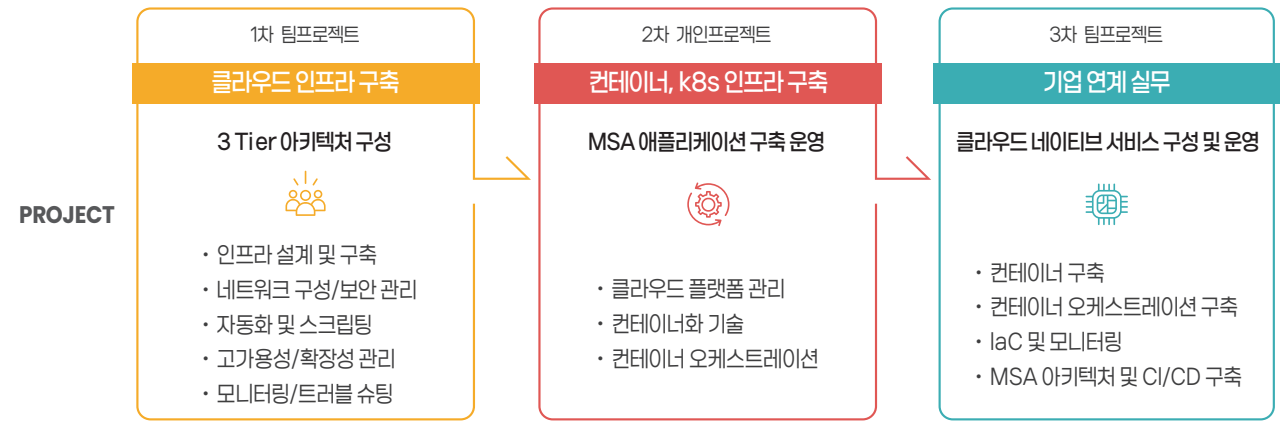 PROJECT
1차 팀프로젝트
클라우드 인프라 구축
3 Tier 아키텍처 구성
· 인프라 설계 및 구축
· 네트워크 구성/보안 관리
· 자동화 및 스크립팅
· 고가용성/확장성 관리
· 모니터링/트러블 슈팅
2차 개인프로젝트
컨테이너, k8s 인프라 구축
MSA 애플리케이션 구축 운영
· 클라우드 플랫폼 관리
· 컨테이너화 기술
· 컨테이너 오케스트레이션
3차 팀프로젝트
기업 연계 실무
클라우드 네이티브 서비스 구성 및 운영
· 컨테이너 구축
· 컨테이너 오케스트레이션 구축
· IaC 및 모니터링
· MSA 아키텍처 및 CI/CD 구축